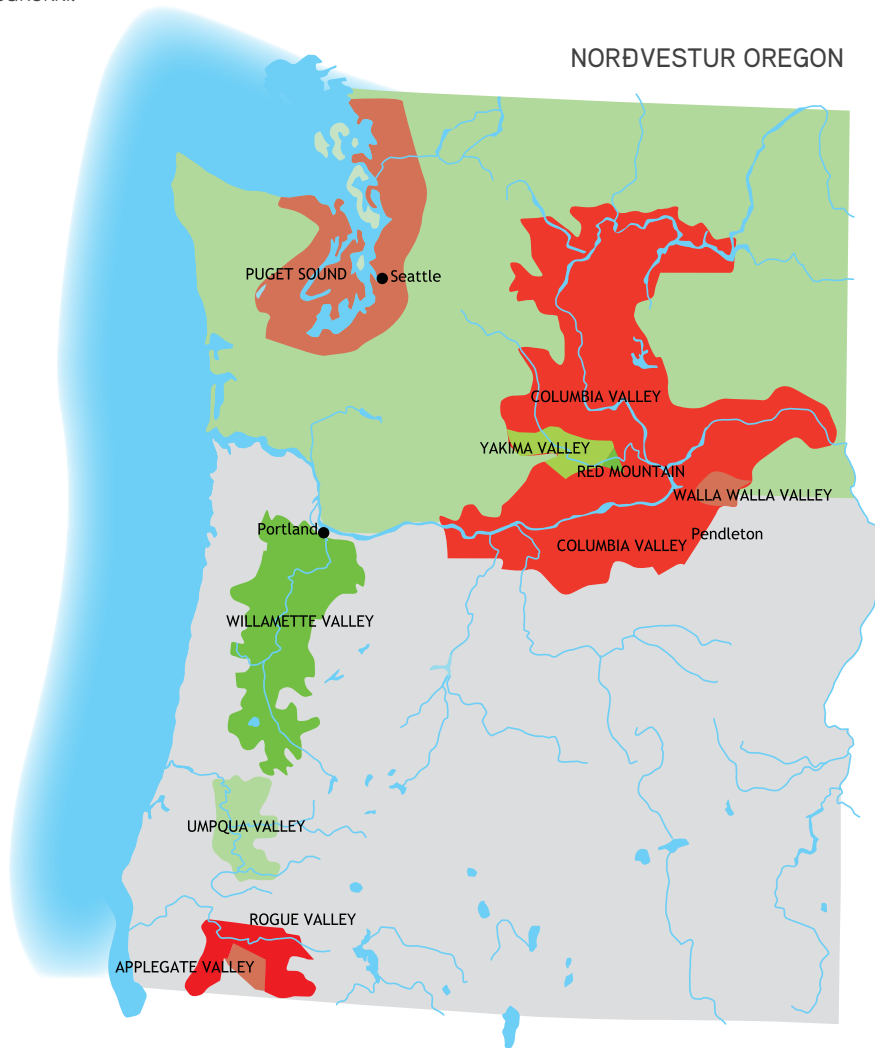 NORÐVESTUR OREGON
PUGET SOUND
Seattle
COLUMBIA VALLEY
YAKIMA VALLEY
RED MOUNTAIN
WALLA WALLA VALLEY
Pendleton
COLUMBIA VALLEY
Portland
WILLAMETTE VALLEY
UMPQUA VALLEY
ROGUE VALLEY
APPLEGATE VALLEY